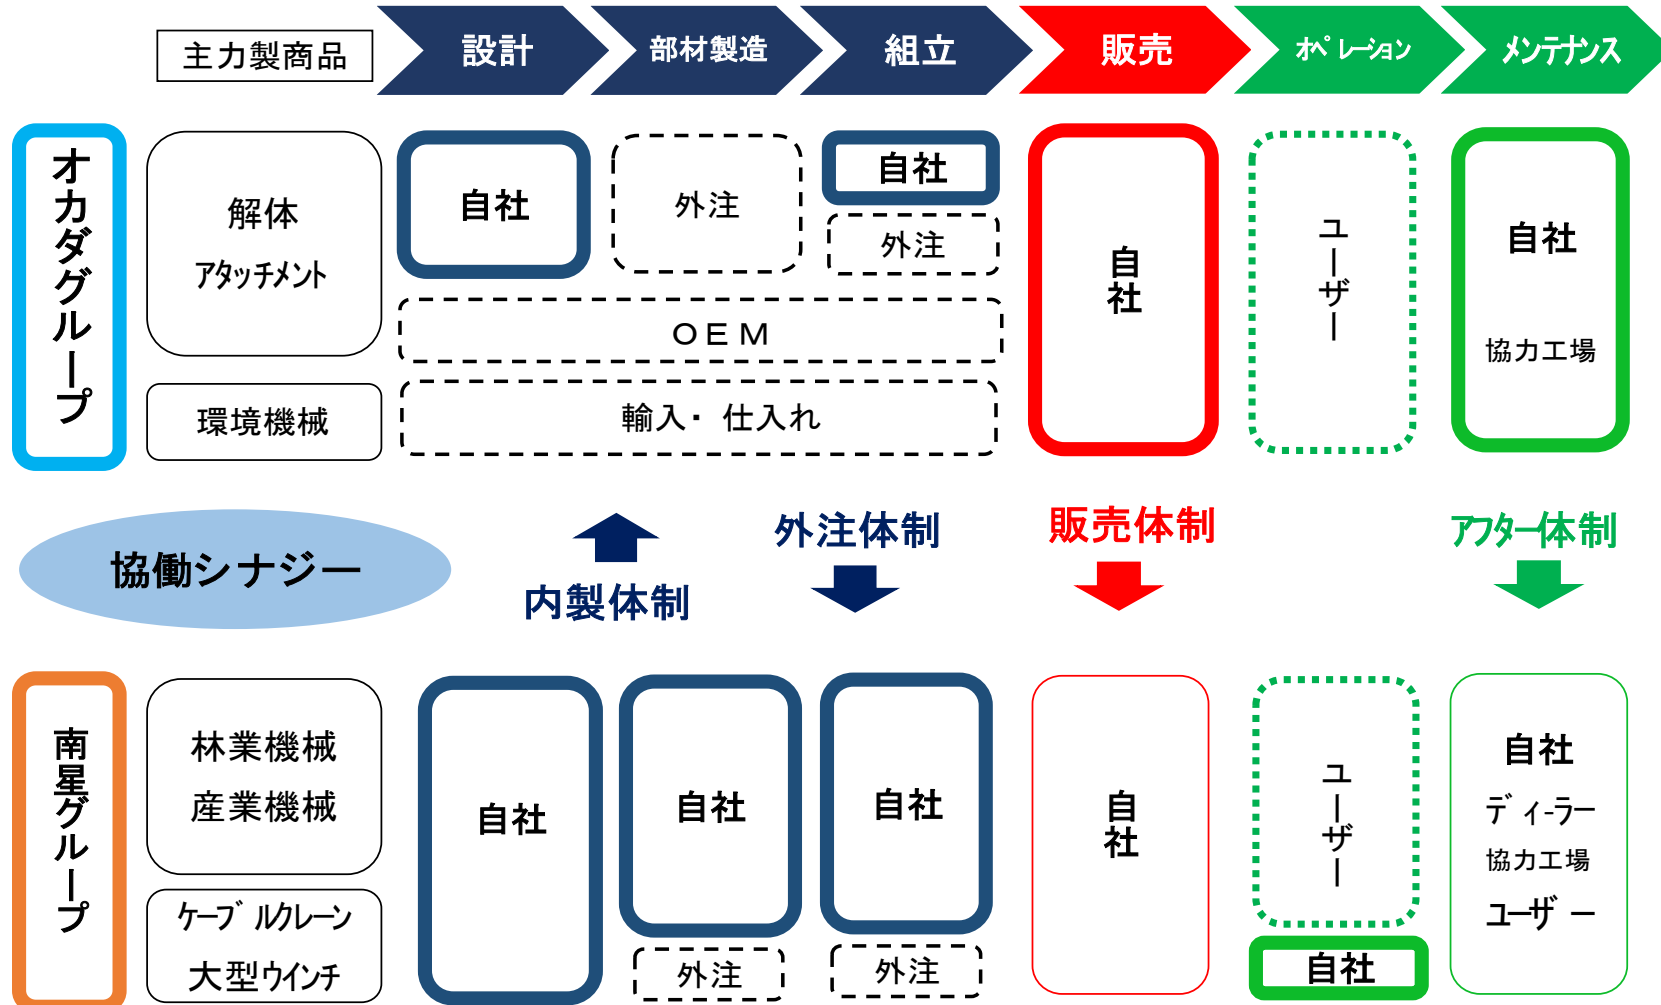 主力製商品
設計
部材製造
組立
販売
オペレーション
メンテナンス
オカダグループ
解体
アタッチメント
環境機械
自社
外注
自社
外注
OEM
輸入・仕入れ
自社
ユーザー
自社
協力工場
協働シナジー
内製体制
外注体制
販売体制
アフター体制
南星グループ
林業機械
産業機械
ケーブルクレーン
大型ウインチ
自社
自社
外注
自社
外注
自社
ユーザー
自社
自社
ディーラー
協力工場
ユーザー